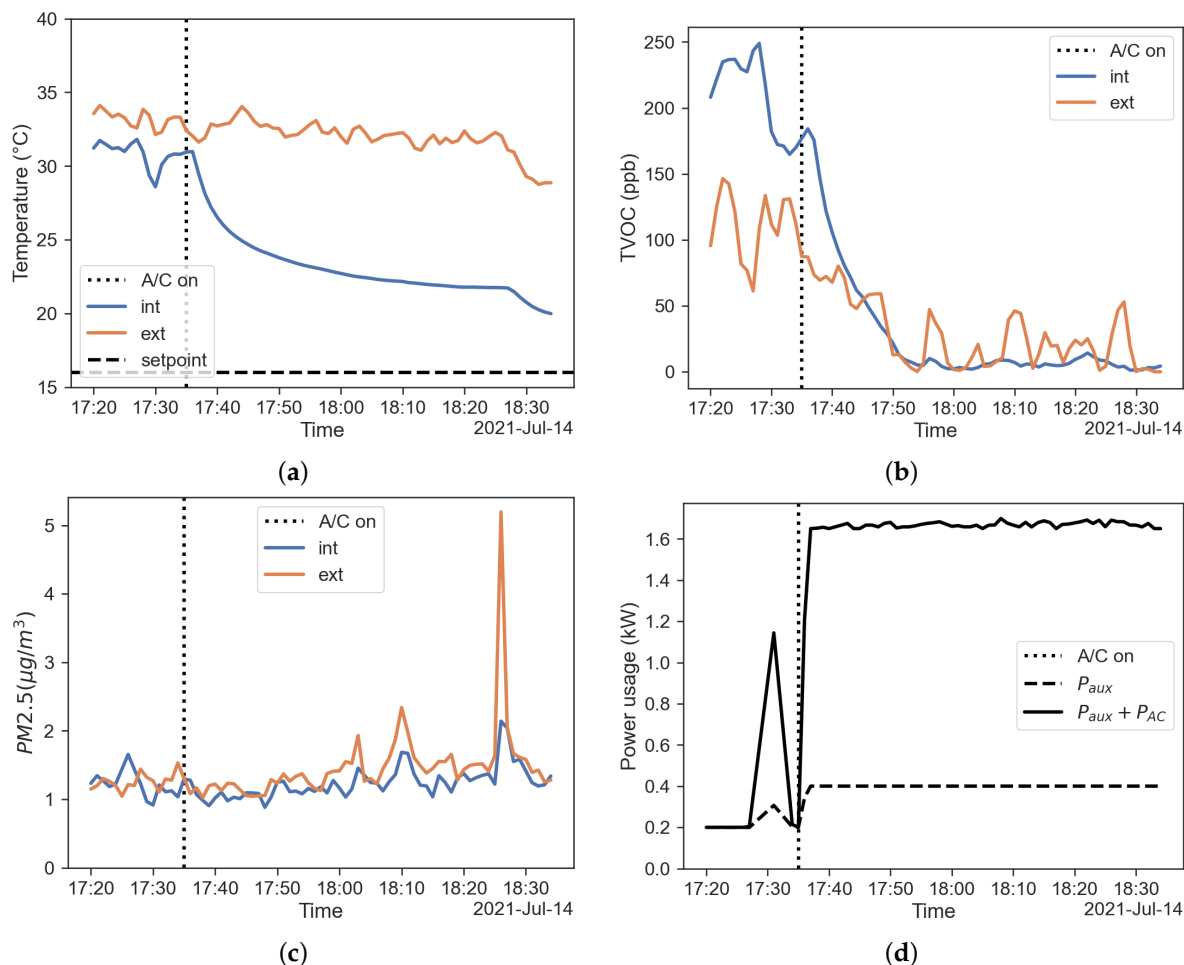 40
35
30
25
20
15
Temperature (°C)
A/C on
int
ext
setpoint
17:20 17:30 17:40 17:50 18:00 18:10 18:20 18:30
Time
2021-Jul-14
(a)
250
200
150
100
50
0
TVOC (ppb)
A/C on
int
ext
17:20 17:30 17:40 17:50 18:00 18:10 18:20 18:30
Time
2021-Jul-14
(b)
5
4
3
2
1
0
PM2.5(μg/m³)
A/C on
int
ext
17:20 17:30 17:40 17:50 18:00 18:10 18:20 18:30
Time
2021-Jul-14
(c)
1.6
1.4
1.2
1.0
0.8
0.6
0.4
0.2
0.0
Power usage (kW)
A/C on
P_aux
P_aux + P_AC
17:20 17:30 17:40 17:50 18:00 18:10 18:20 18:30
Time
2021-Jul-14
(d)